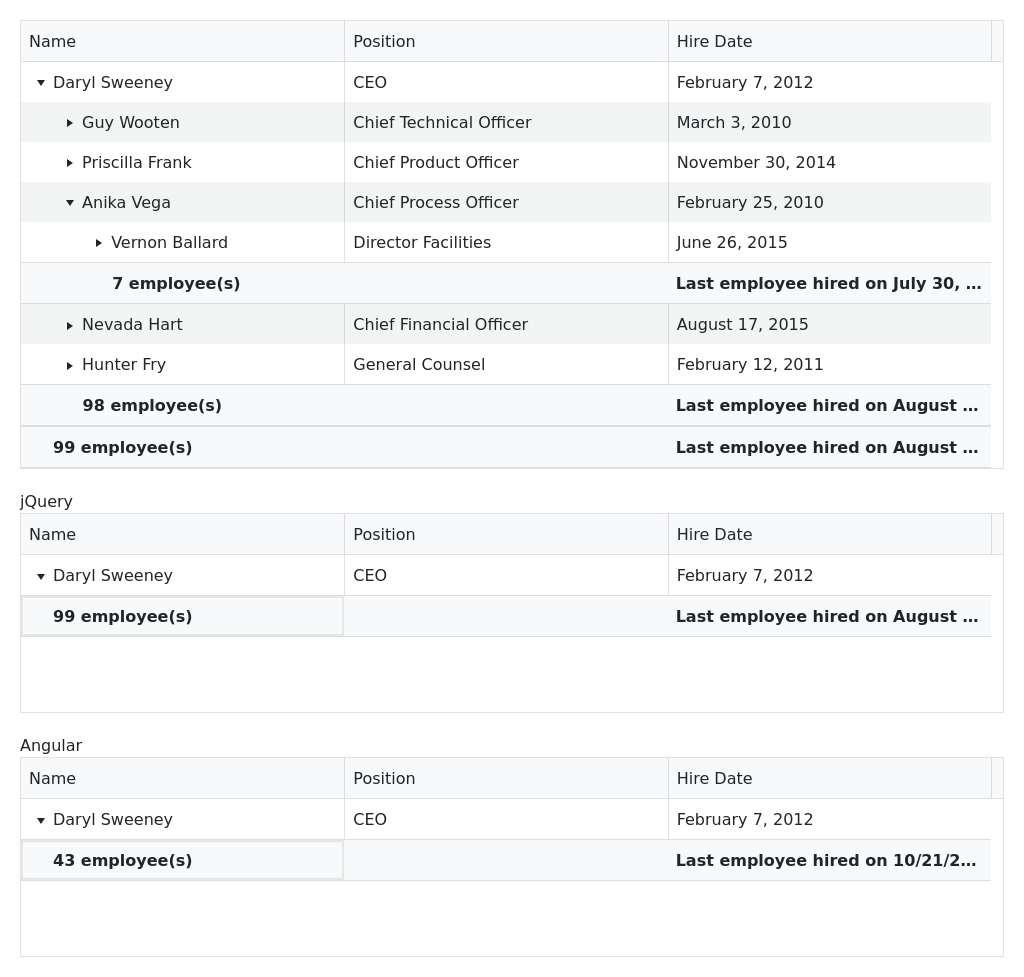 Name Position Hire Date
Daryl Sweeney CEO February 7, 2012
Guy Wooten Chief Technical Officer March 3, 2010
Priscilla Frank Chief Product Officer November 30, 2014
Anika Vega Chief Process Officer February 25, 2010
Vernon Ballard Director Facilities June 26, 2015
7 employee(s) Last employee hired on July 30, ...
Nevada Hart Chief Financial Officer August 17, 2015
Hunter Fry General Counsel February 12, 2011
98 employee(s) Last employee hired on August ...
99 employee(s) Last employee hired on August ...
jQuery
Name Position Hire Date
Daryl Sweeney CEO February 7, 2012
99 employee(s) Last employee hired on August ...
Angular
Name Position Hire Date
Daryl Sweeney CEO February 7, 2012
43 employee(s) Last employee hired on 10/21/2...